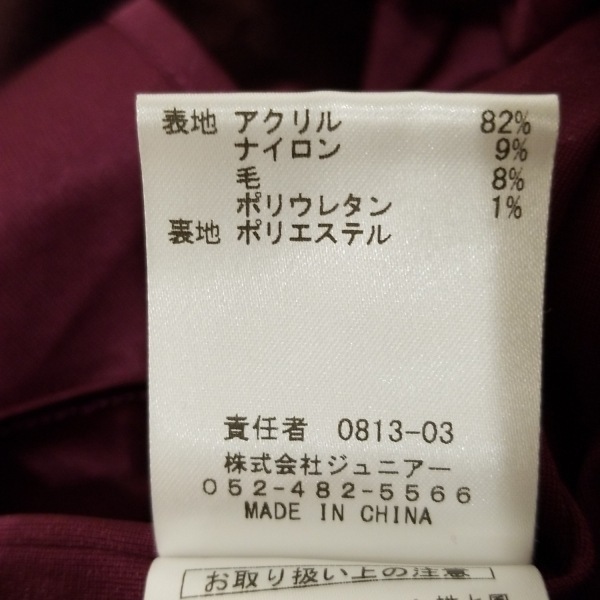 表地 アクリル 82%
ナイロン 9%
毛 8%
ポリウレタン 1%
裏地 ポリエステル
責任者 0813-03
株式会社ジュニアー
052-482-5566
MADE IN CHINA
お取り扱い上の注意